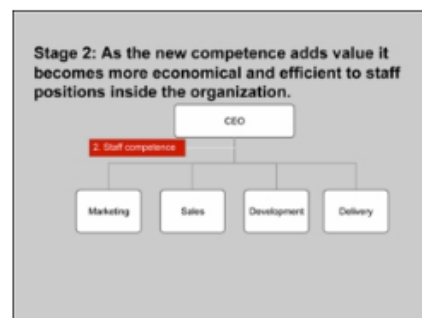 Stage 2: As the new competence adds value it
becomes more economical and efficient to staff
positions inside the organization.
CEO
2. Staff competence
Marketing
Sales
Development
Delivery